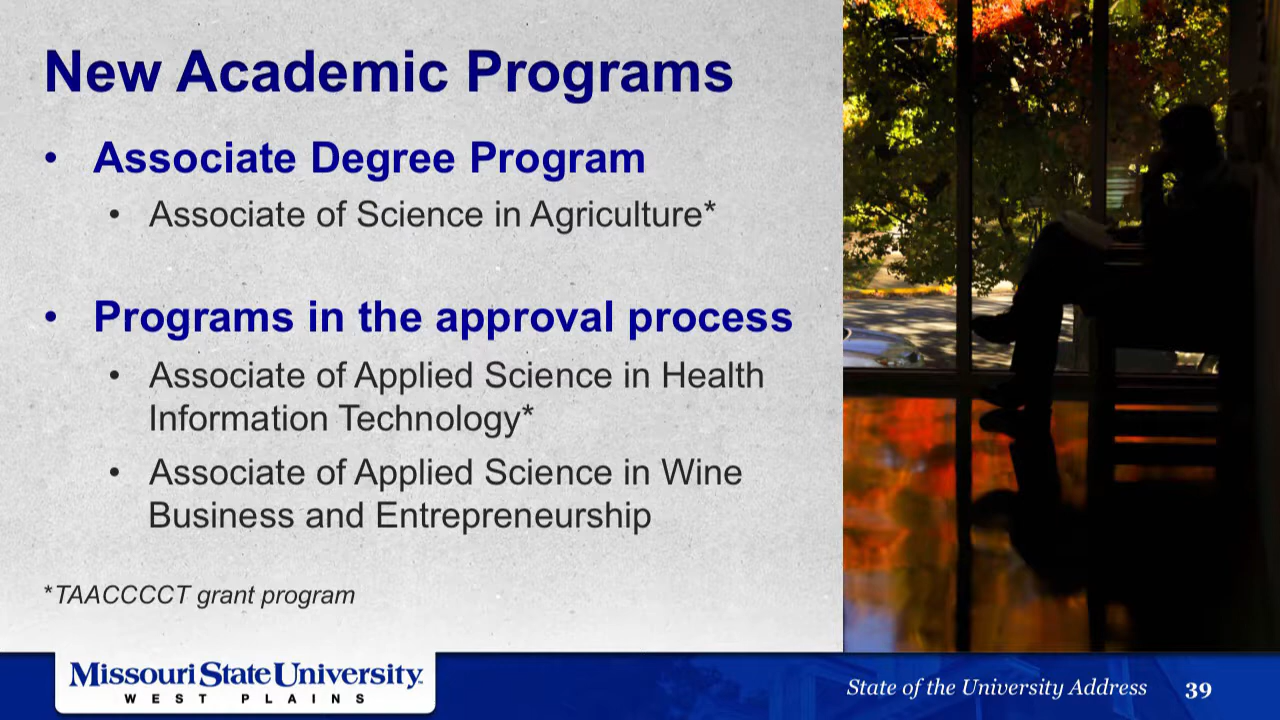 New Academic Programs
• Associate Degree Program
• Associate of Science in Agriculture*
• Programs in the approval process
• Associate of Applied Science in Health
Information Technology*
• Associate of Applied Science in Wine
Business and Entrepreneurship
*TAACCCCT grant program
Missouri State University
WEST PLAINS
State of the University Address 39